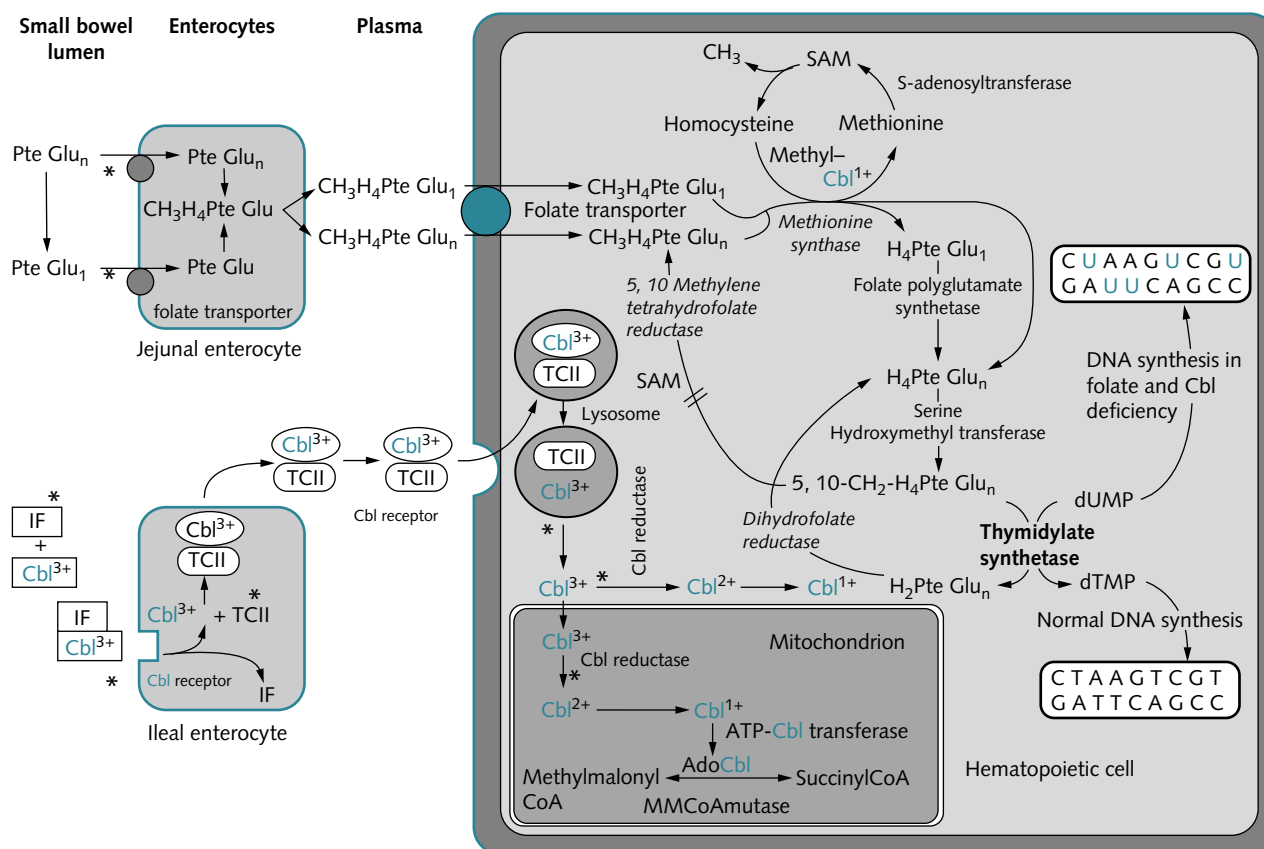 Small bowel
lumen
Enterocytes
Plasma
Pte Gluₙ
*
Pte Glu₁
*
Pte Gluₙ
CH₃H₄Pte Glu
Pte Glu
folate transporter
Jejunal enterocyte
CH₃H₄Pte Glu₁
CH₃H₄Pte Gluₙ
Folate transporter
CH₃H₄Pte Glu₁
CH₃H₄Pte Gluₙ
CH₃
SAM
S-adenosyltransferase
Homocysteine
Methionine
Methyl–
Cbl¹⁺
Methionine
synthase
H₄Pte Glu₁
Folate polyglutamate
synthetase
H₄Pte Gluₙ
Serine
Hydroxymethyl transferase
5, 10-CH₂-H₄Pte Gluₙ
5, 10 Methylene
tetrahydrofolate
reductase
SAM
Dihydrofolate
reductase
H₂Pte Gluₙ
Thymidylate
synthetase
dUMP
dTMP
DNA synthesis in
folate and Cbl
deficiency
C U A A G U C G U
G A U U C A G C C
Normal DNA synthesis
C T A A G T C G T
G A T T C A G C C
Cbl³⁺
TCII
Lysosome
TCII
Cbl³⁺
*
Cbl reductase
Cbl³⁺
*
Cbl²⁺
Cbl¹⁺
Cbl³⁺
TCII
Cbl³⁺
TCII
Cbl receptor
*
IF
+
Cbl³⁺
IF
Cbl³⁺
*
Cbl³⁺
TCII
*
Cbl³⁺ + TCII
Cbl receptor
IF
Ileal enterocyte
Mitochondrion
Cbl³⁺
Cbl reductase
*
Cbl²⁺
Cbl¹⁺
ATP-Cbl transferase
AdoCbl
Methylmalonyl
CoA
SuccinylCoA
MMCoAmutase
Hematopoietic cell